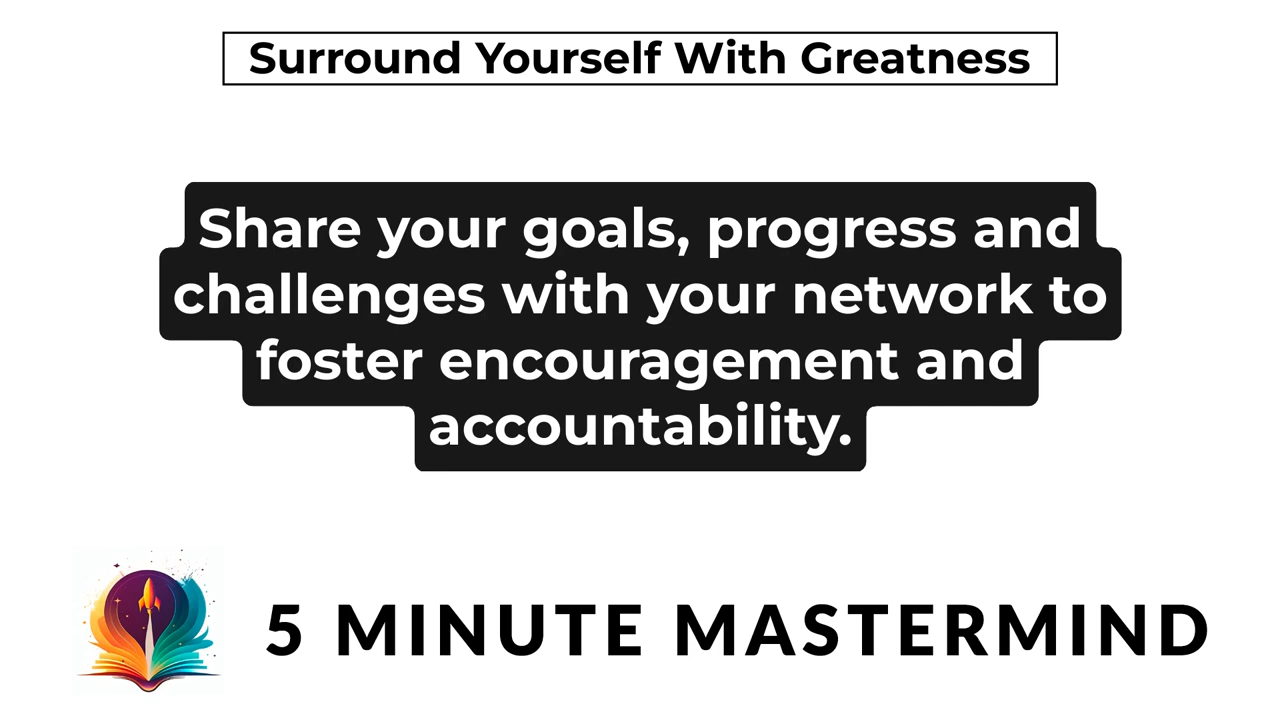 Surround Yourself With Greatness
Share your goals, progress and
challenges with your network to
foster encouragement and
accountability.
5 MINUTE MASTERMIND